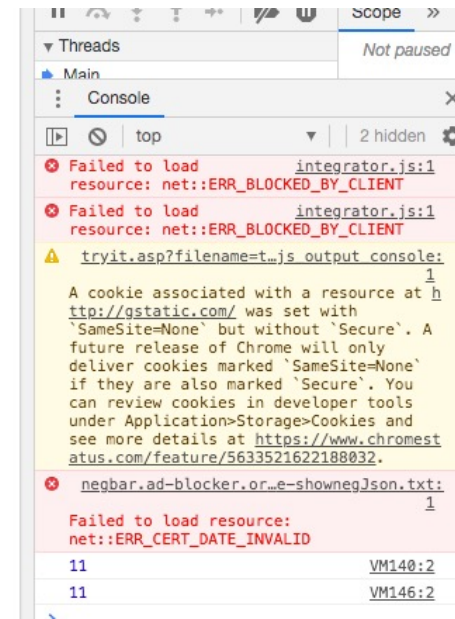 Scope »
▼ Threads
Not paused
Main
Console
top ▼ 2 hidden
Failed to load integrator.js:1
resource: net::ERR_BLOCKED_BY_CLIENT
Failed to load integrator.js:1
resource: net::ERR_BLOCKED_BY_CLIENT
tryit.asp?filename=t…js_output_console:
1
A cookie associated with a resource at h
ttp://gstatic.com/ was set with
`SameSite=None` but without `Secure`. A
future release of Chrome will only
deliver cookies marked `SameSite=None`
if they are also marked `Secure`. You
can review cookies in developer tools
under Application>Storage>Cookies and
see more details at https://www.chromest
atus.com/feature/5633521622188032.
negbar.ad-blocker.or…e-shownegJson.txt:
1
Failed to load resource:
net::ERR_CERT_DATE_INVALID
11 VM140:2
11 VM146:2